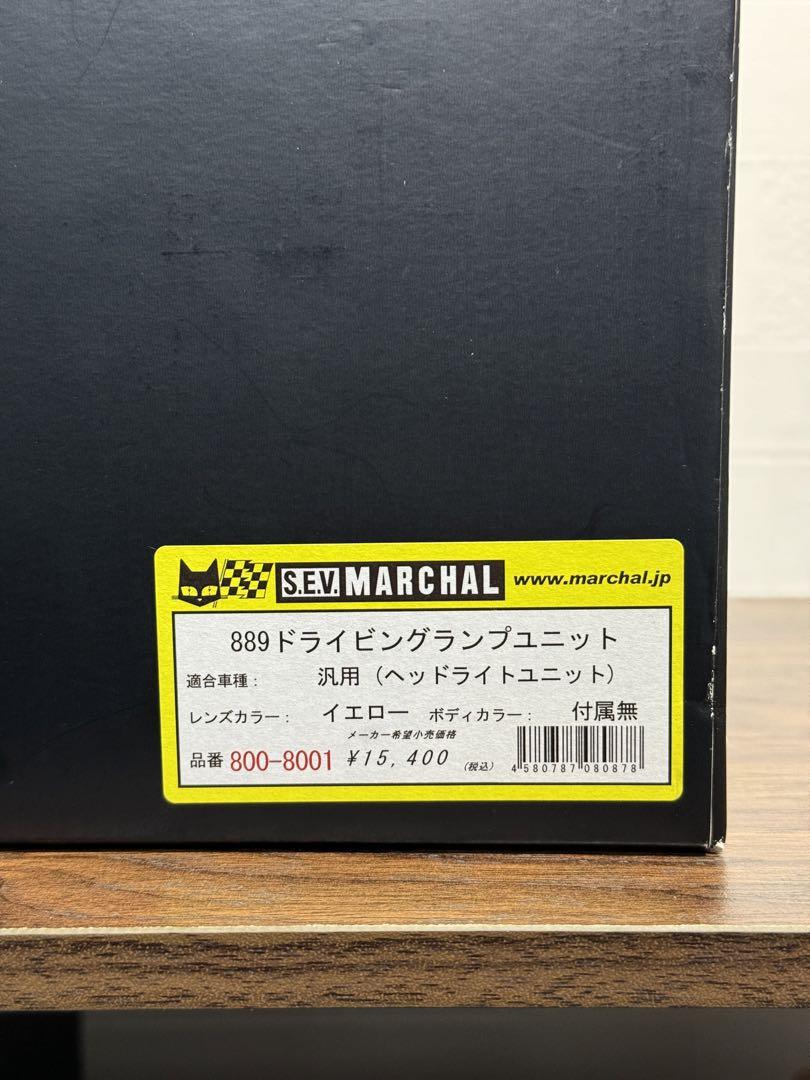 S.E.V. MARCHAL www.marchal.jp
889ドライビングランプユニット
適合車種: 汎用（ヘッドライトユニット）
レンズカラー: イエロー ボディカラー: 付属無
メーカー希望小売価格
品番 800-8001 ¥15,400 (税込)
4 580787 080878